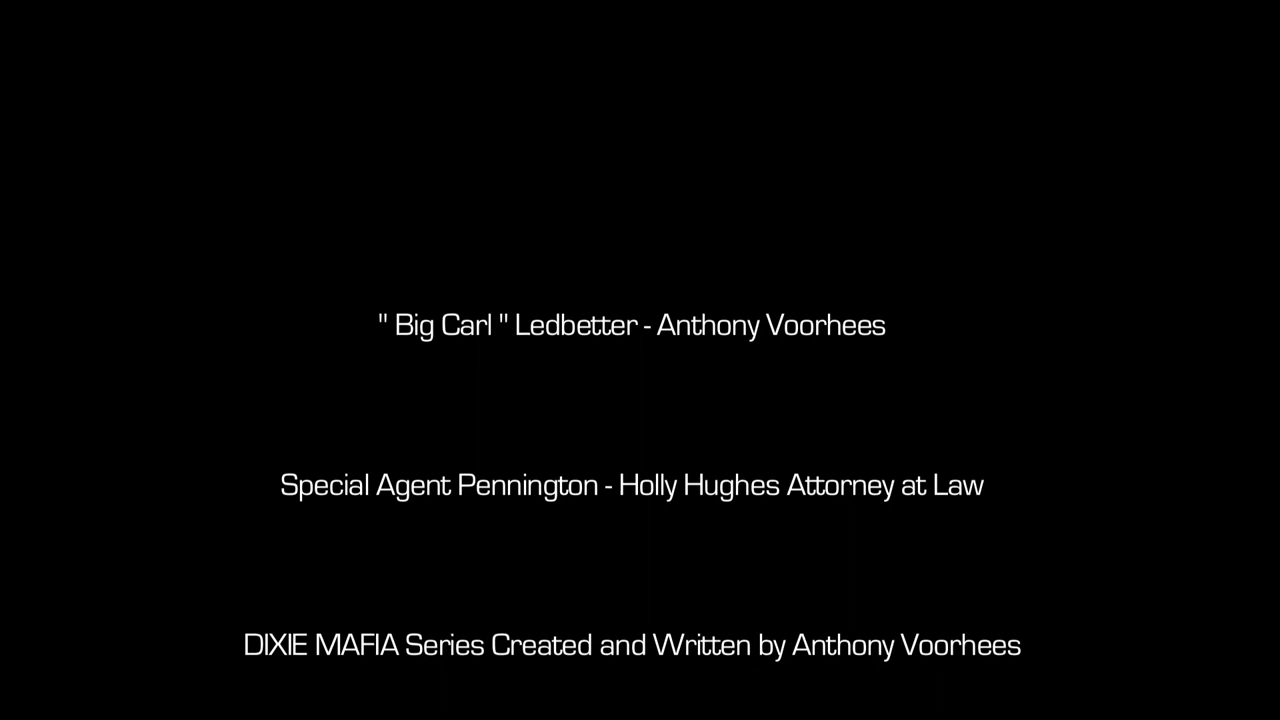 " Big Carl " Ledbetter - Anthony Voorhees
Special Agent Pennington - Holly Hughes Attorney at Law
DIXIE MAFIA Series Created and Written by Anthony Voorhees